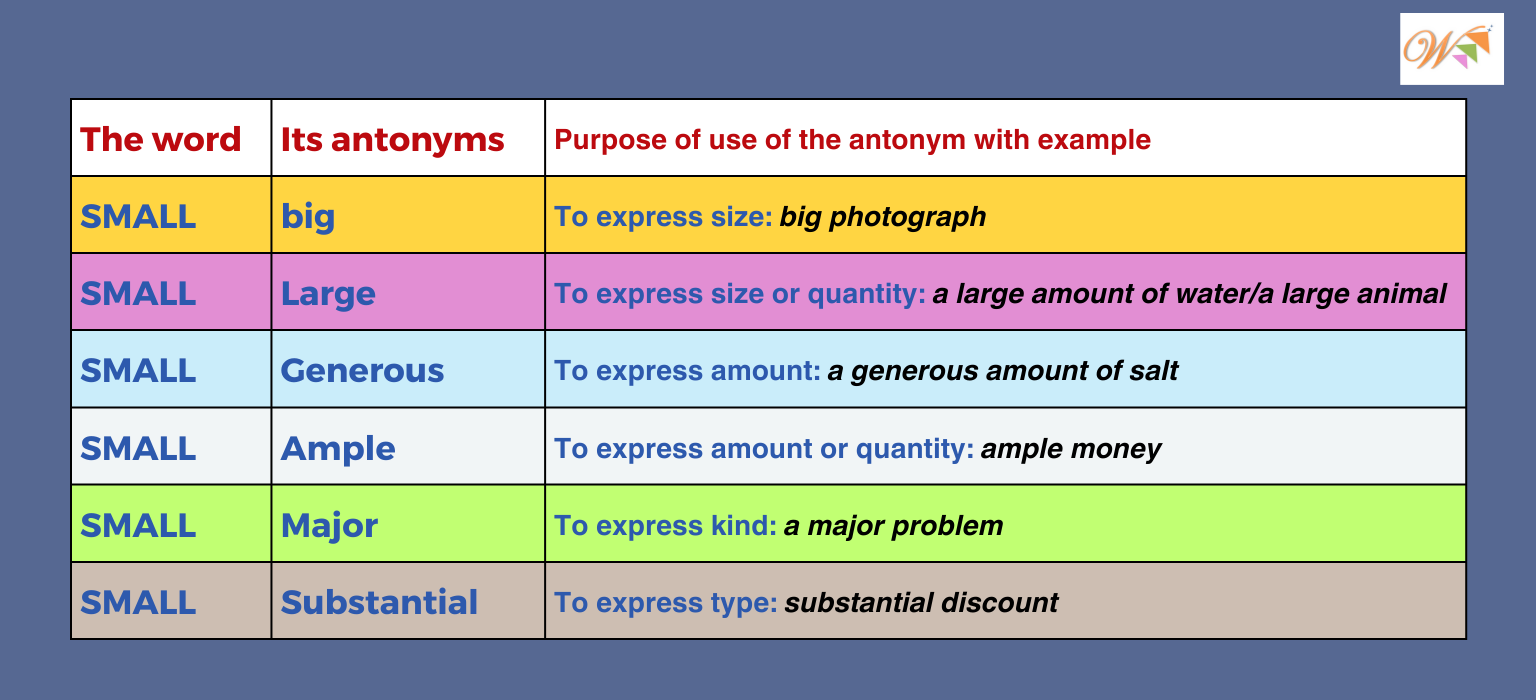 W
The word Its antonyms Purpose of use of the antonym with example
SMALL big To express size: big photograph
SMALL Large To express size or quantity: a large amount of water/a large animal
SMALL Generous To express amount: a generous amount of salt
SMALL Ample To express amount or quantity: ample money
SMALL Major To express kind: a major problem
SMALL Substantial To express type: substantial discount